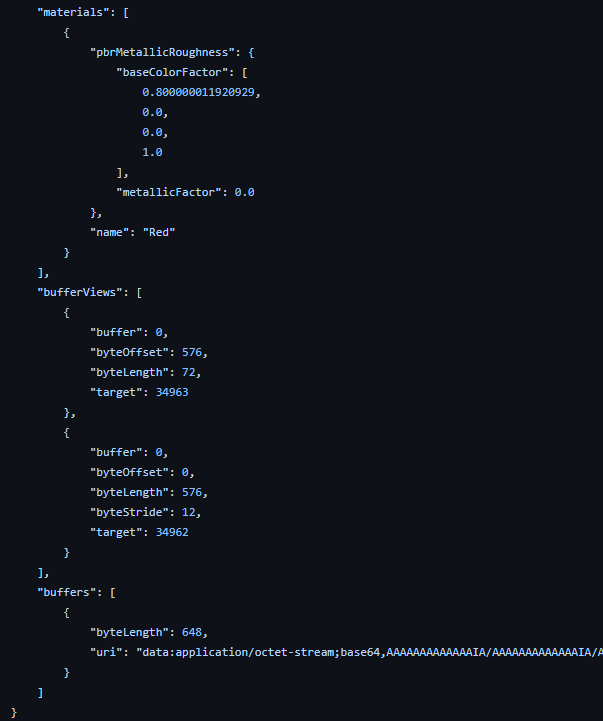 "materials": [
{
"pbrMetallicRoughness": {
"baseColorFactor": [
0.800000011920929,
0.0,
0.0,
1.0
],
"metallicFactor": 0.0
},
"name": "Red"
}
],
"bufferViews": [
{
"buffer": 0,
"byteOffset": 576,
"byteLength": 72,
"target": 34963
},
{
"buffer": 0,
"byteOffset": 0,
"byteLength": 576,
"byteStride": 12,
"target": 34962
}
],
"buffers": [
{
"byteLength": 648,
"uri": "data:application/octet-stream;base64,AAAAAAAAAAAAAIA/AAAAAAAAAAAAAIA/A
}
]
}